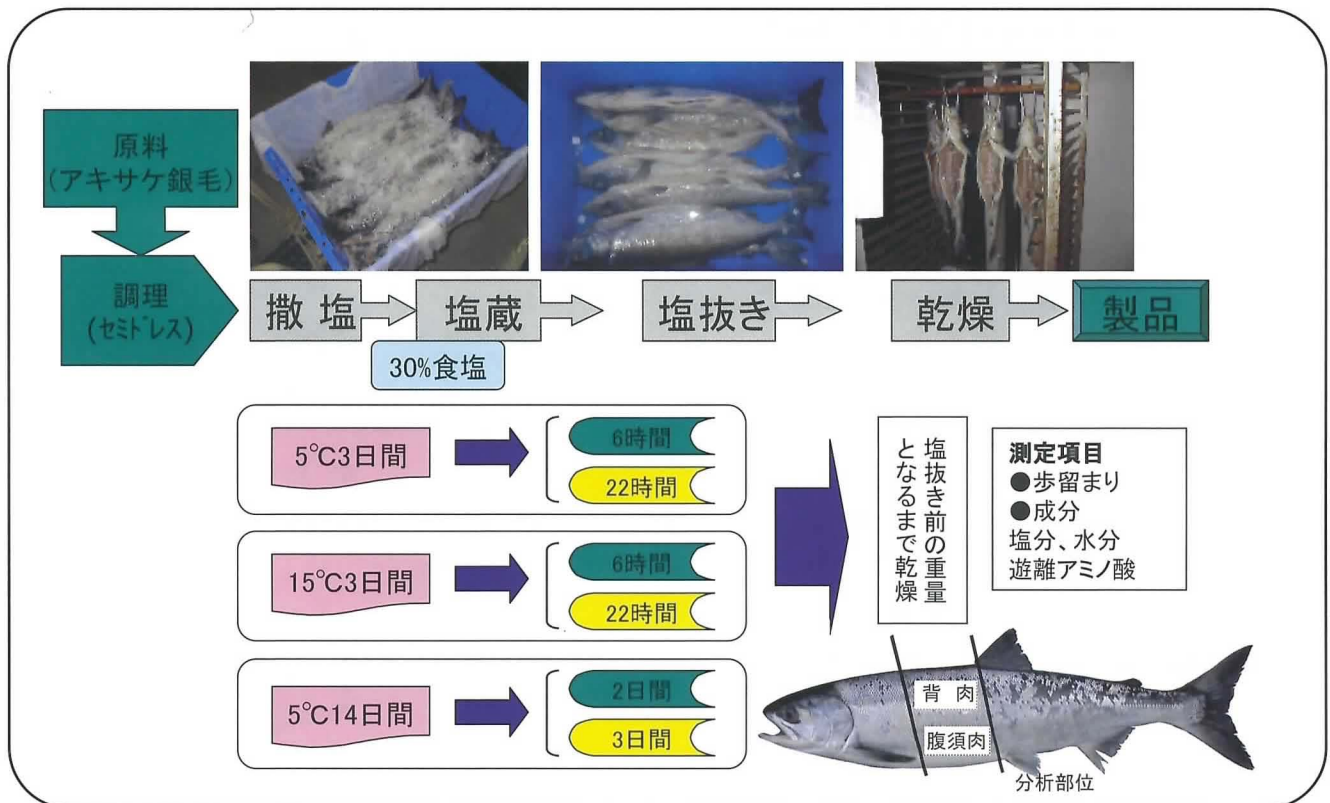 原料
(アキサケ銀毛)
調理
(セミドレス)
撒 塩
塩蔵
塩抜き
乾燥
製品
30%食塩
5℃3日間
6時間
22時間
15℃3日間
6時間
22時間
5℃14日間
2日間
3日間
塩抜き前の重量
となるまで乾燥
測定項目
●歩留まり
●成分
塩分、水分
遊離アミノ酸
背 肉
腹須肉
分析部位